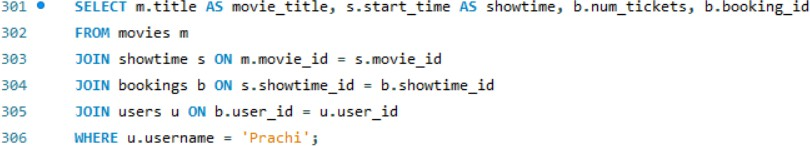 301 SELECT m.title AS movie_title, s.start_time AS showtime, b.num_tickets, b.booking_id
302 FROM movies m
303 JOIN showtime s ON m.movie_id = s.movie_id
304 JOIN bookings b ON s.showtime_id = b.showtime_id
305 JOIN users u ON b.user_id = u.user_id
306 WHERE u.username = 'Prachi';